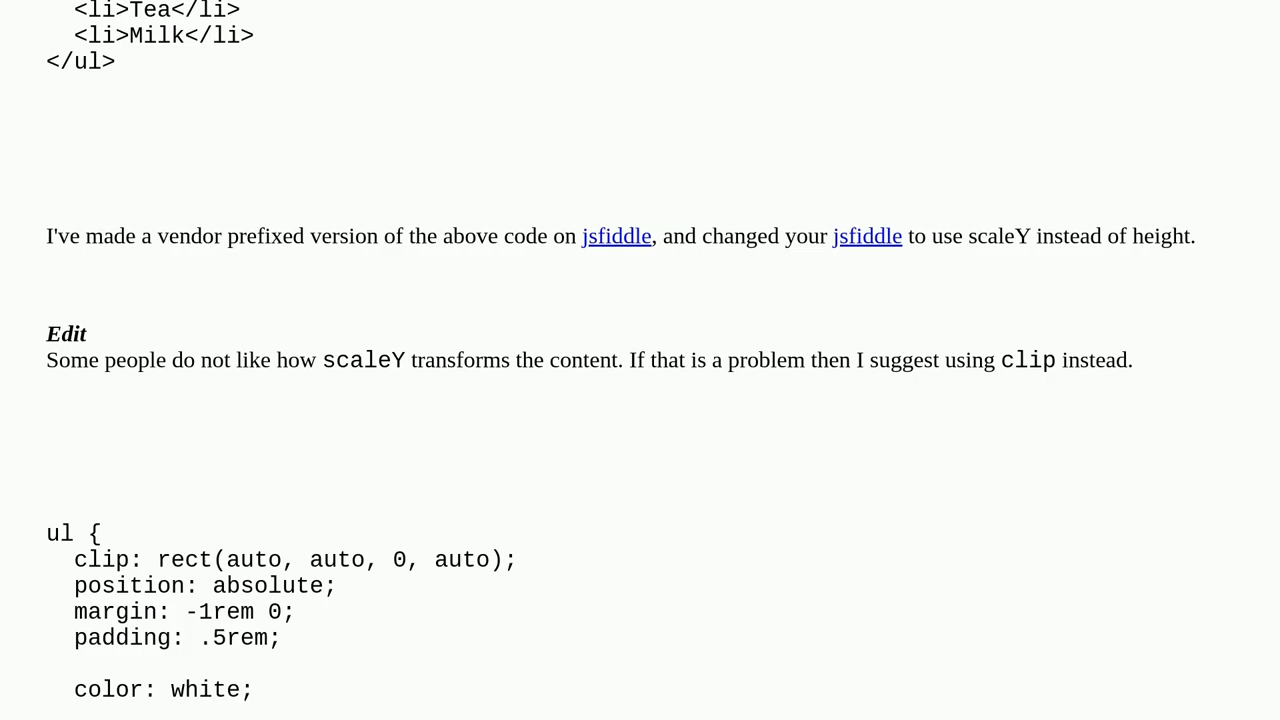 <li>Tea</li>
<li>Milk</li>
</ul>
I've made a vendor prefixed version of the above code on jsfiddle, and changed your jsfiddle to use scaleY instead of height.
Edit
Some people do not like how scaleY transforms the content. If that is a problem then I suggest using clip instead.
ul {
clip: rect(auto, auto, 0, auto);
position: absolute;
margin: -1rem 0;
padding: .5rem;
color: white;